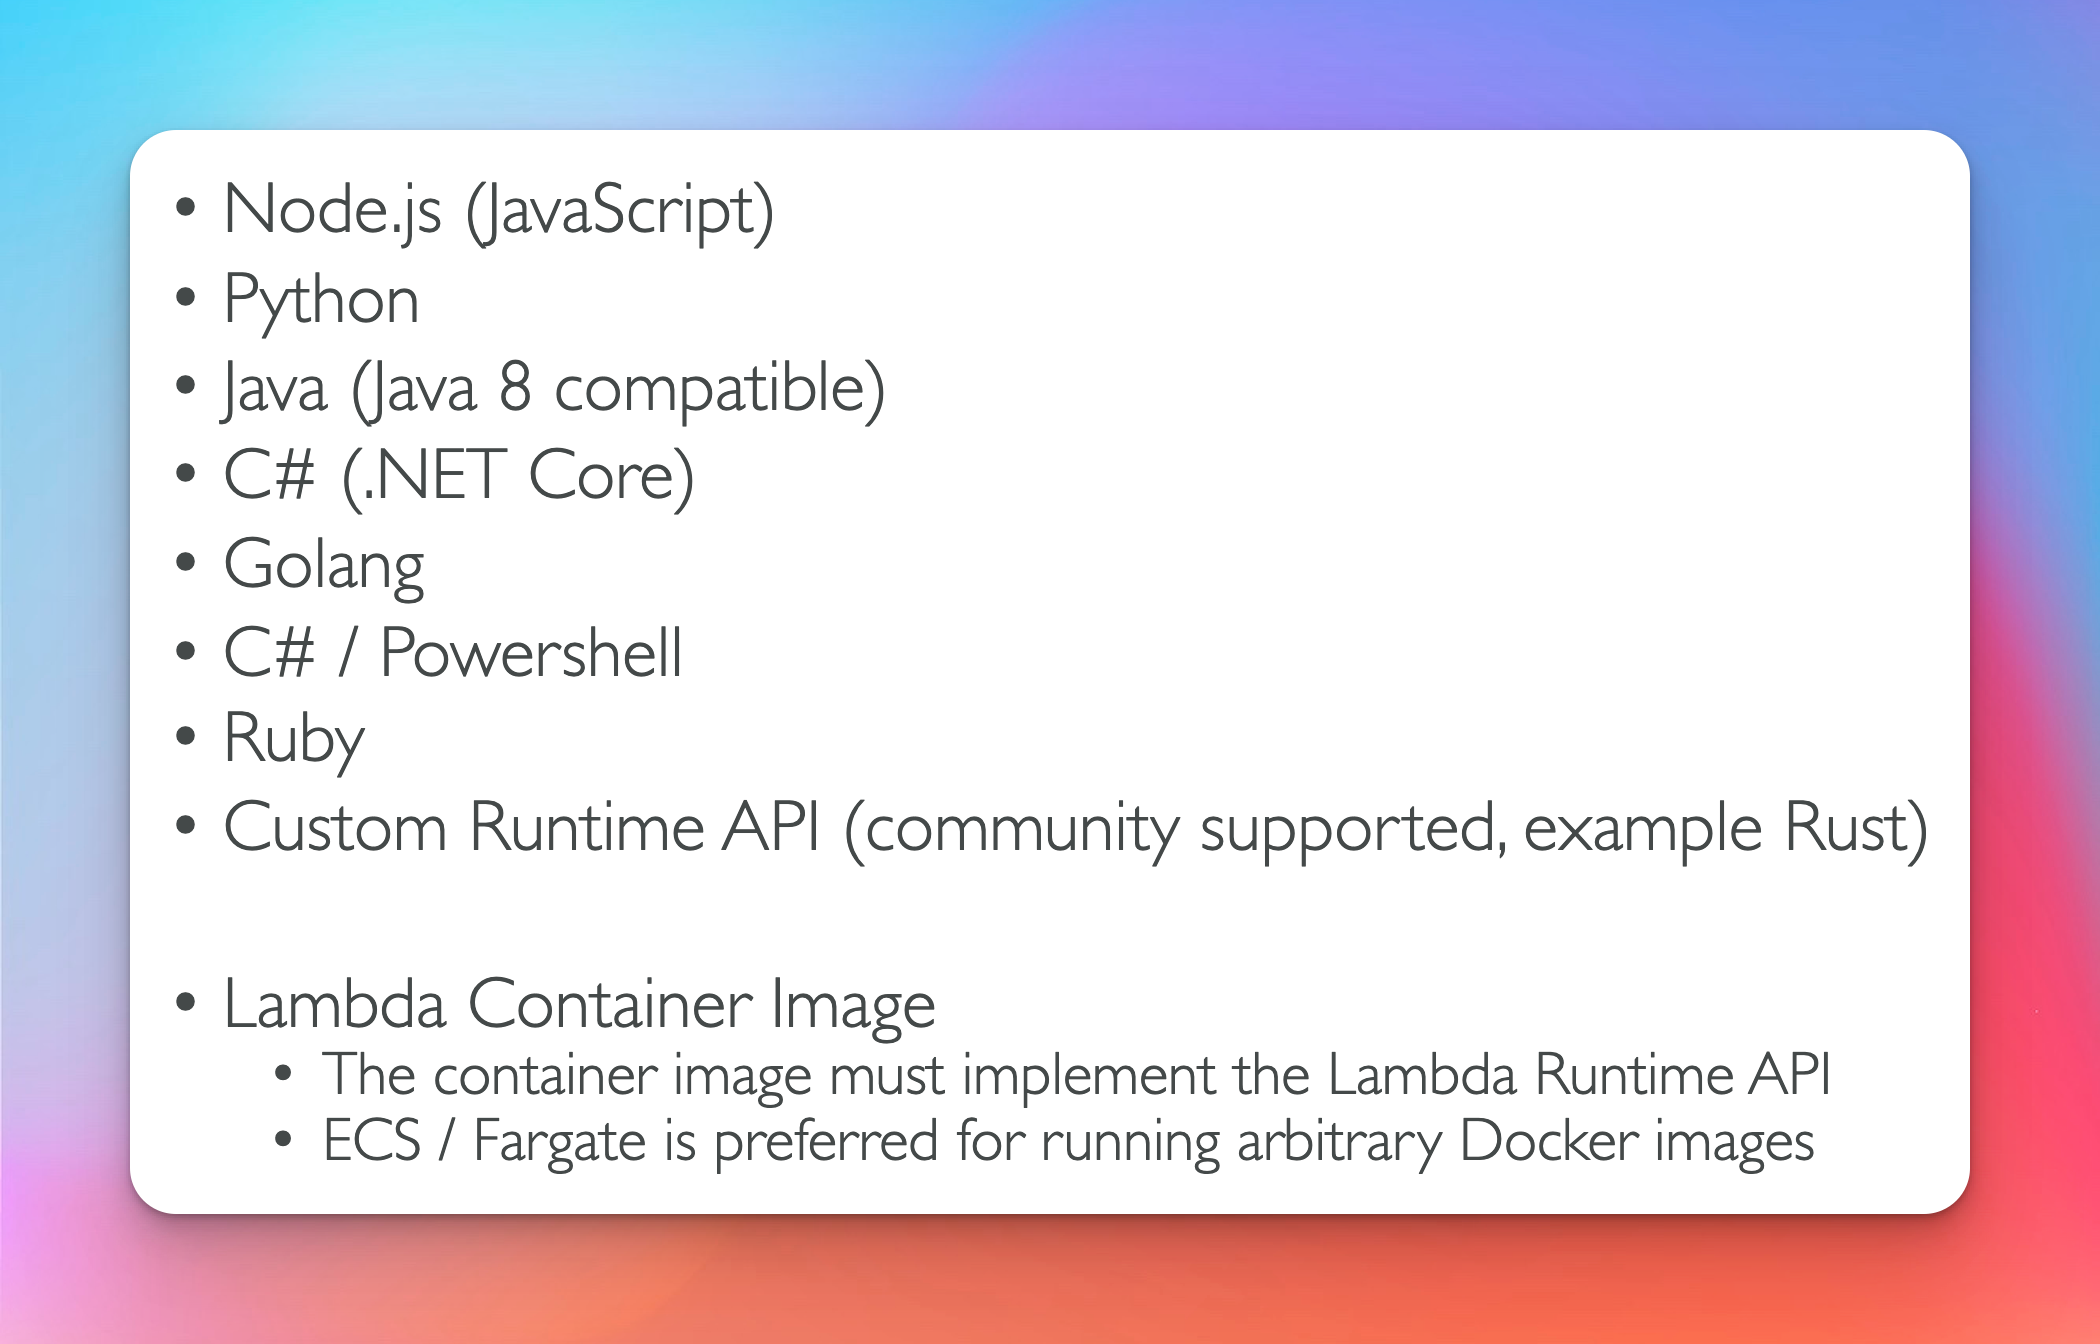 • Node.js (JavaScript)
• Python
• Java (Java 8 compatible)
• C# (.NET Core)
• Golang
• C# / Powershell
• Ruby
• Custom Runtime API (community supported, example Rust)
• Lambda Container Image
• The container image must implement the Lambda Runtime API
• ECS / Fargate is preferred for running arbitrary Docker images